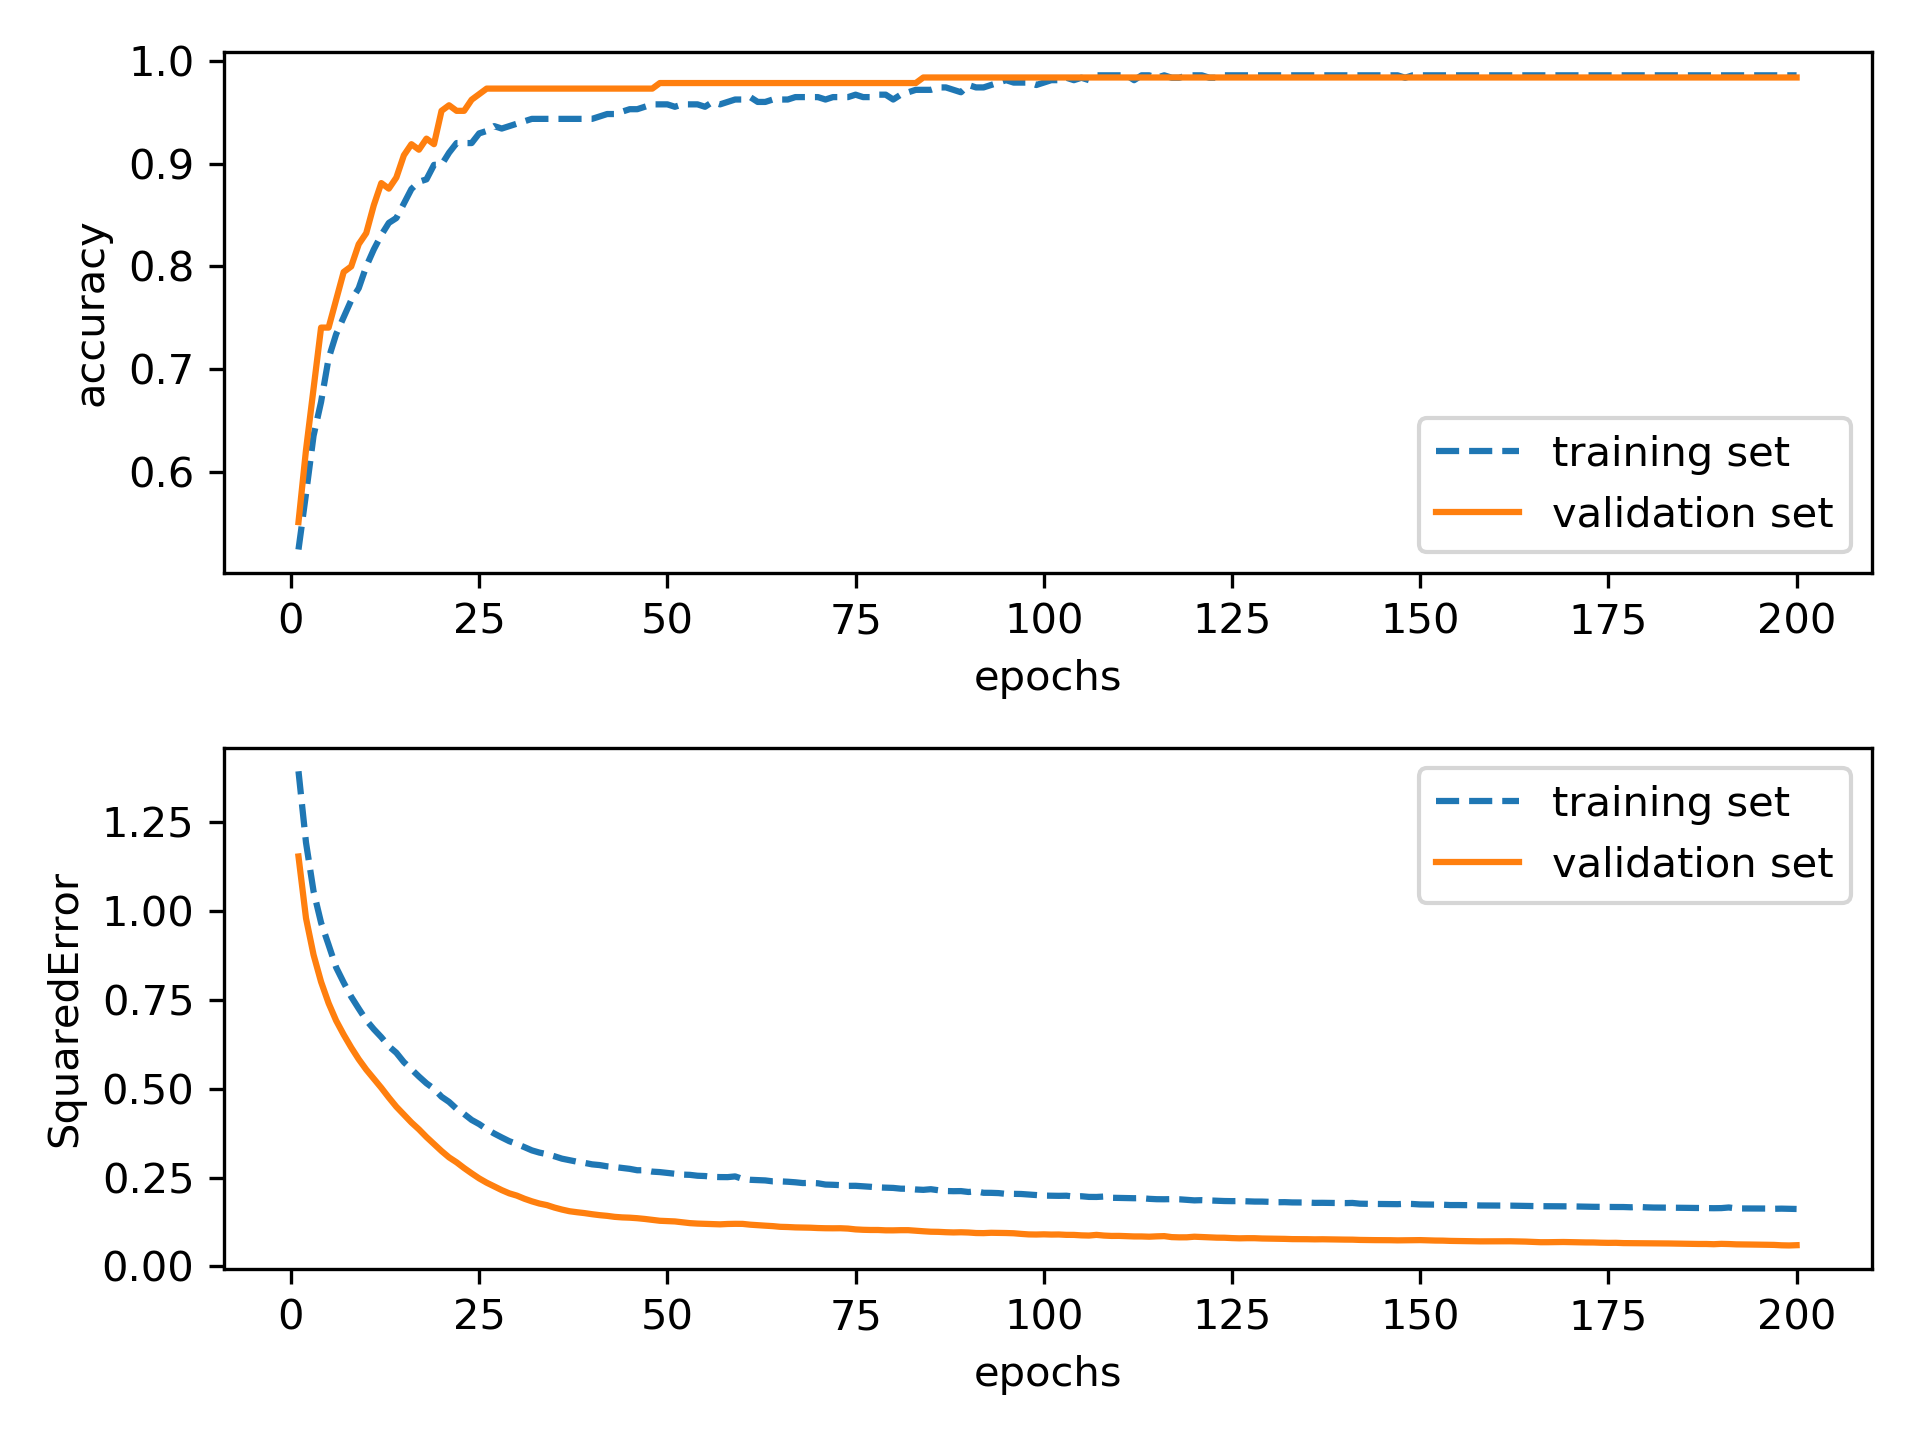 1.0
0.9
0.8
0.7
0.6
accuracy
training set
validation set
0 25 50 75 100 125 150 175 200
epochs
1.25
1.00
0.75
0.50
0.25
0.00
SquaredError
training set
validation set
0 25 50 75 100 125 150 175 200
epochs